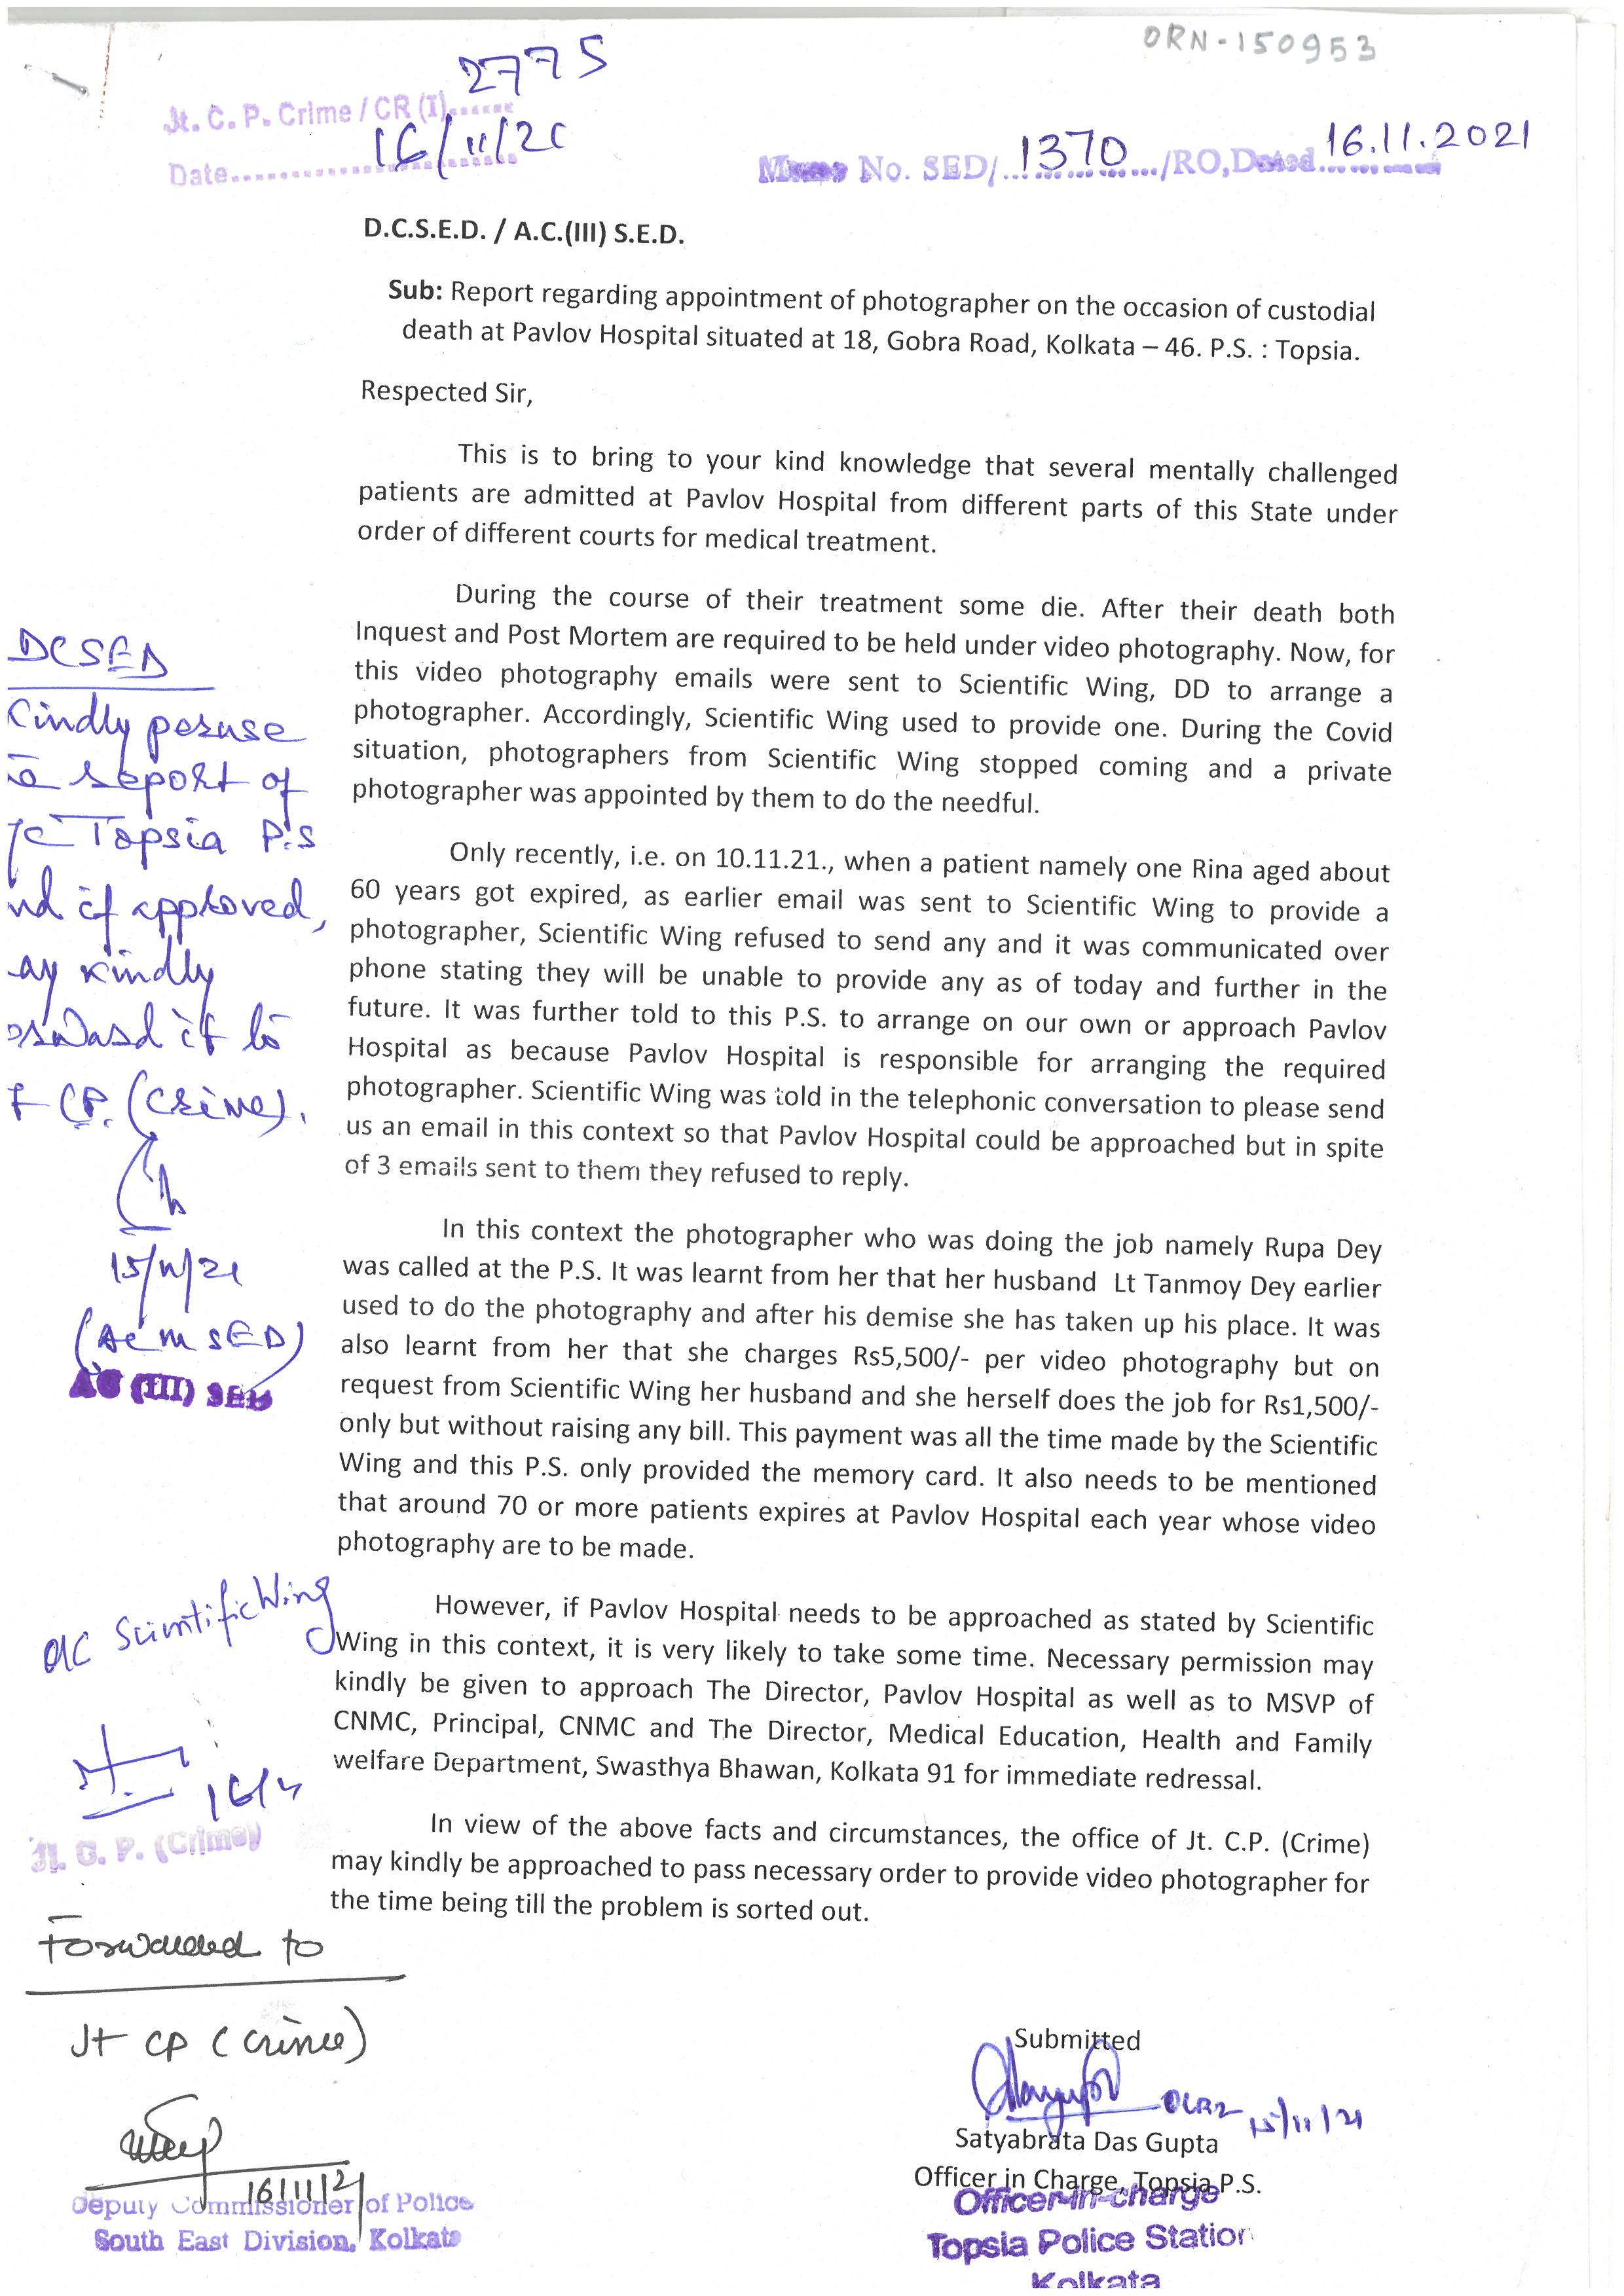 ORN-150953
2775
Jt. C. P. Crime / CR (I)......
Date.................. 16/11/21
No. SED/ 1370 /RO, Dated 16.11.2021
D.C.S.E.D. / A.C.(III) S.E.D.
Sub: Report regarding appointment of photographer on the occasion of custodial
death at Pavlov Hospital situated at 18, Gobra Road, Kolkata – 46. P.S. : Topsia.
Respected Sir,
This is to bring to your kind knowledge that several mentally challenged
patients are admitted at Pavlov Hospital from different parts of this State under
order of different courts for medical treatment.
During the course of their treatment some die. After their death both
Inquest and Post Mortem are required to be held under video photography. Now, for
this video photography emails were sent to Scientific Wing, DD to arrange a
photographer. Accordingly, Scientific Wing used to provide one. During the Covid
situation, photographers from Scientific Wing stopped coming and a private
photographer was appointed by them to do the needful.
Only recently, i.e. on 10.11.21., when a patient namely one Rina aged about
60 years got expired, as earlier email was sent to Scientific Wing to provide a
photographer, Scientific Wing refused to send any and it was communicated over
phone stating they will be unable to provide any as of today and further in the
future. It was further told to this P.S. to arrange on our own or approach Pavlov
Hospital as because Pavlov Hospital is responsible for arranging the required
photographer. Scientific Wing was told in the telephonic conversation to please send
us an email in this context so that Pavlov Hospital could be approached but in spite
of 3 emails sent to them they refused to reply.
In this context the photographer who was doing the job namely Rupa Dey
was called at the P.S. It was learnt from her that her husband Lt Tanmoy Dey earlier
used to do the photography and after his demise she has taken up his place. It was
also learnt from her that she charges Rs5,500/- per video photography but on
request from Scientific Wing her husband and she herself does the job for Rs1,500/-
only but without raising any bill. This payment was all the time made by the Scientific
Wing and this P.S. only provided the memory card. It also needs to be mentioned
that around 70 or more patients expires at Pavlov Hospital each year whose video
photography are to be made.
However, if Pavlov Hospital needs to be approached as stated by Scientific
Wing in this context, it is very likely to take some time. Necessary permission may
kindly be given to approach The Director, Pavlov Hospital as well as to MSVP of
CNMC, Principal, CNMC and The Director, Medical Education, Health and Family
welfare Department, Swasthya Bhawan, Kolkata 91 for immediate redressal.
In view of the above facts and circumstances, the office of Jt. C.P. (Crime)
may kindly be approached to pass necessary order to provide video photographer for
the time being till the problem is sorted out.
DCSED
Kindly peruse
report of
Topsia P.S
nd if approved,
ay kindly
orward it to
CP. (Crime).
15/11/21
(AC III SED)
AC (III) SED
O/C Scientific Wing
16/11
Jt. C. P. (Crime)
Forwarded to
Jt CP (Crime)
16/11/21
Deputy Commissioner of Police
South East Division, Kolkata
Submitted
15/11/21
Satyabrata Das Gupta
Officer in Charge, Topsia P.S.
Officer-in-charge
Topsia Police Station
Kolkata